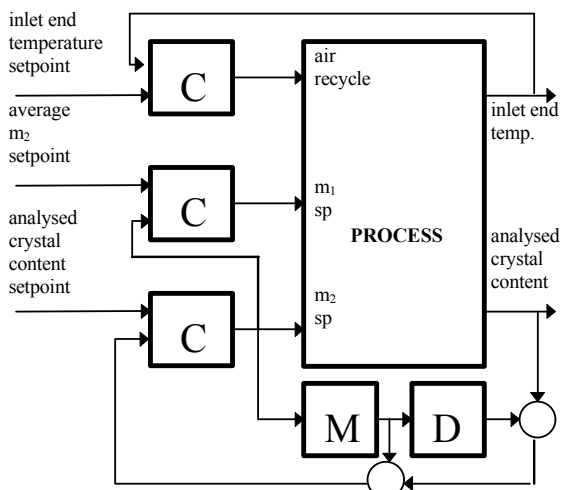 inlet end
temperature
setpoint
C
air
recycle
average
m₂
setpoint
inlet end
temp.
C
m₁
sp
PROCESS
analysed
crystal
content
setpoint
analysed
crystal
content
C
m₂
sp
M
D